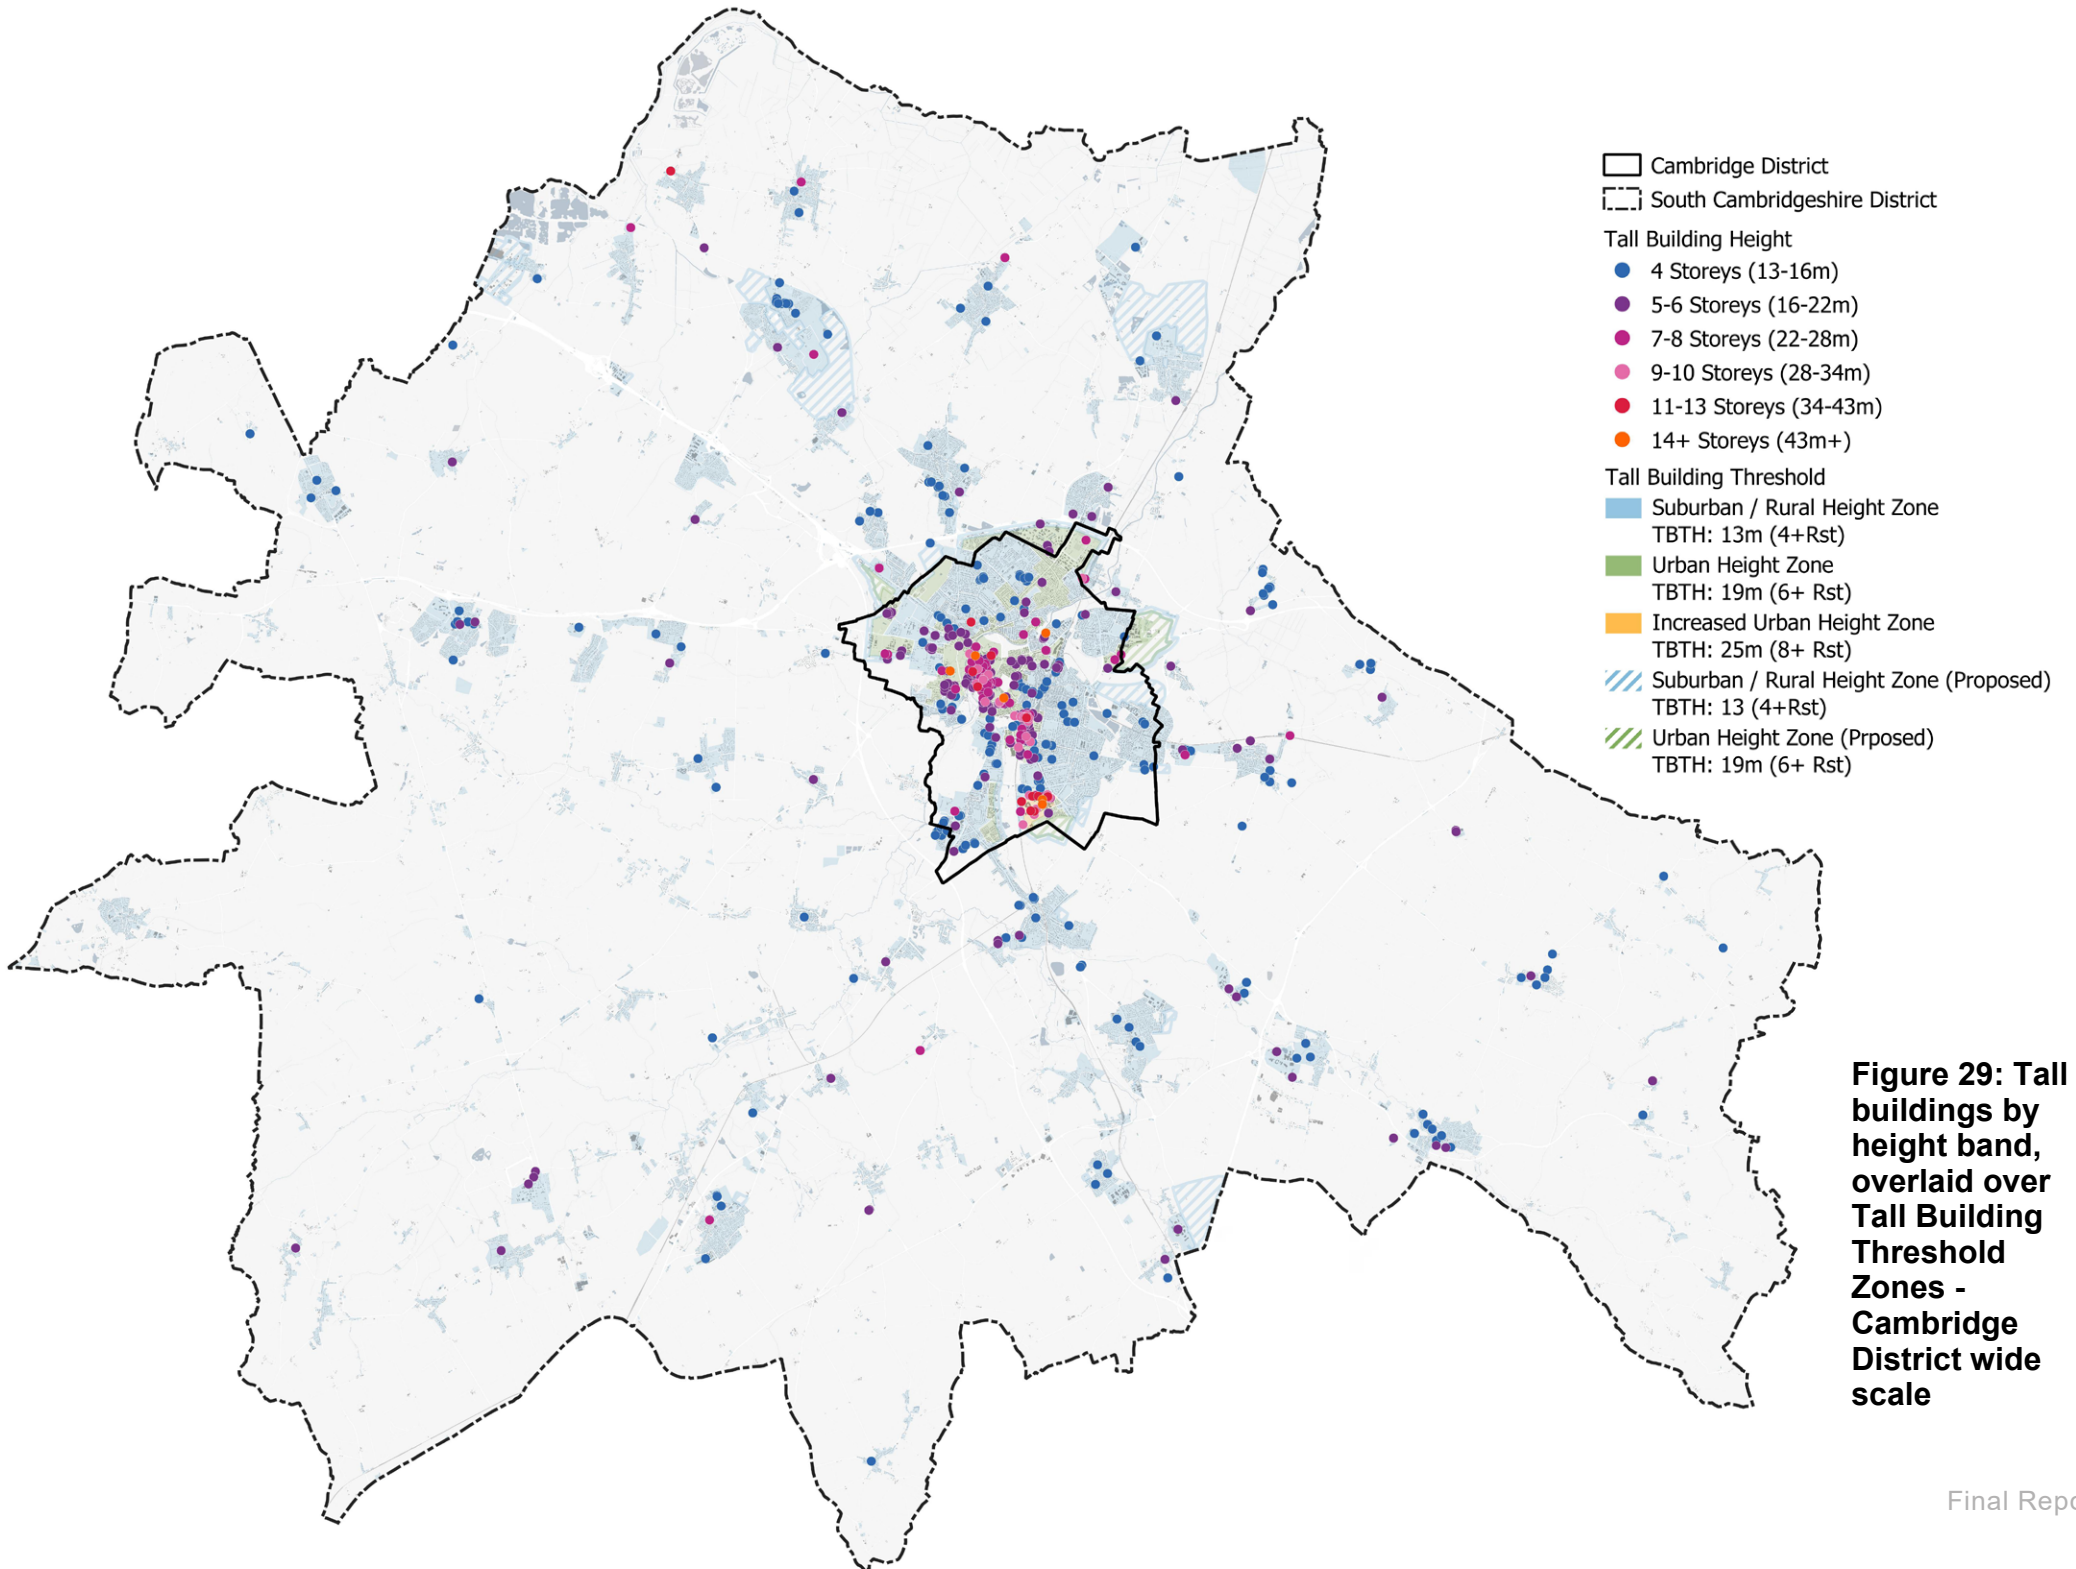 Cambridge District
South Cambridgeshire District
Tall Building Height
4 Storeys (13-16m)
5-6 Storeys (16-22m)
7-8 Storeys (22-28m)
9-10 Storeys (28-34m)
11-13 Storeys (34-43m)
14+ Storeys (43m+)
Tall Building Threshold
Suburban / Rural Height Zone
TBTH: 13m (4+Rst)
Urban Height Zone
TBTH: 19m (6+ Rst)
Increased Urban Height Zone
TBTH: 25m (8+ Rst)
Suburban / Rural Height Zone (Proposed)
TBTH: 13 (4+Rst)
Urban Height Zone (Prposed)
TBTH: 19m (6+ Rst)
Figure 29: Tall
buildings by
height band,
overlaid over
Tall Building
Threshold
Zones -
Cambridge
District wide
scale
Final Repo